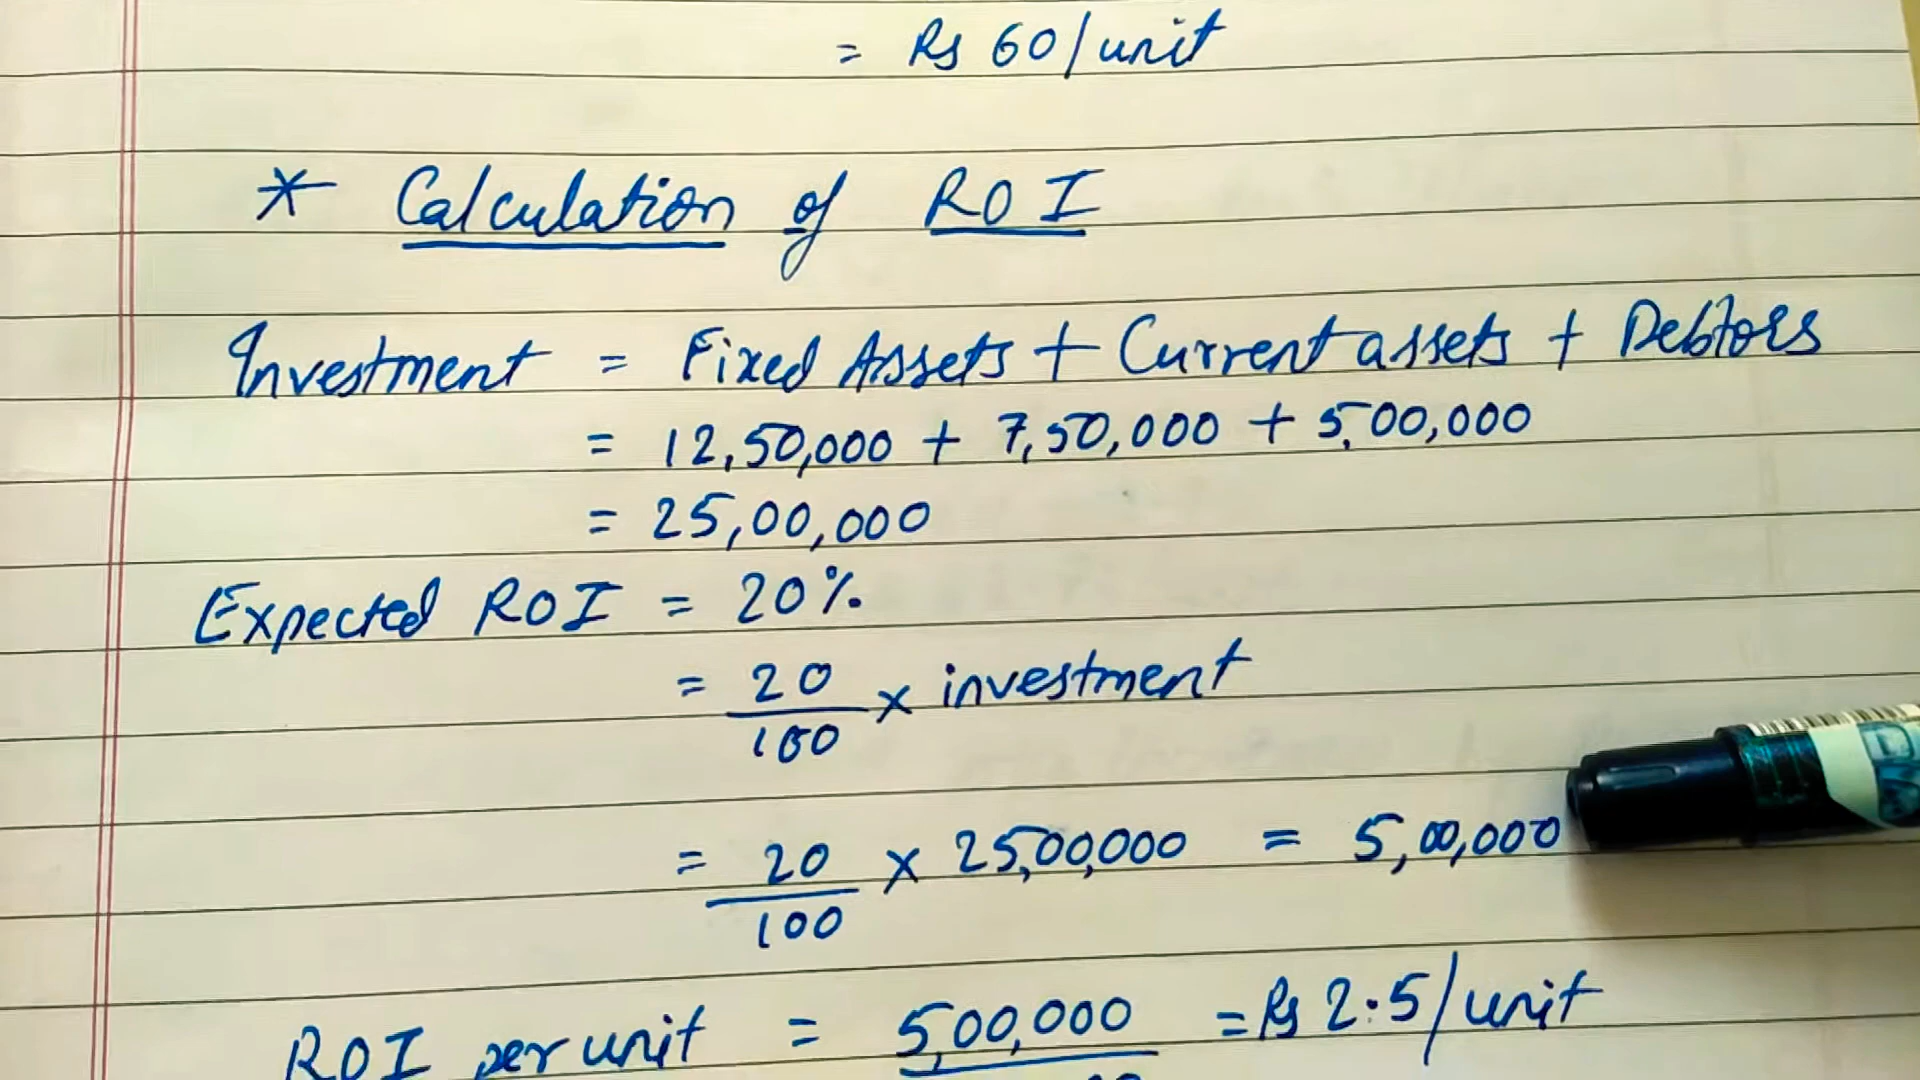 = Rs 60/unit
* Calculation of ROI
Investment = Fixed Assets + Current assets + Debtors
= 12,50,000 + 7,50,000 + 5,00,000
= 25,00,000
Expected ROI = 20%
= 20/100 x investment
= 20/100 x 25,00,000 = 5,00,000
ROI per unit = 5,00,000 = Rs 2.5/unit